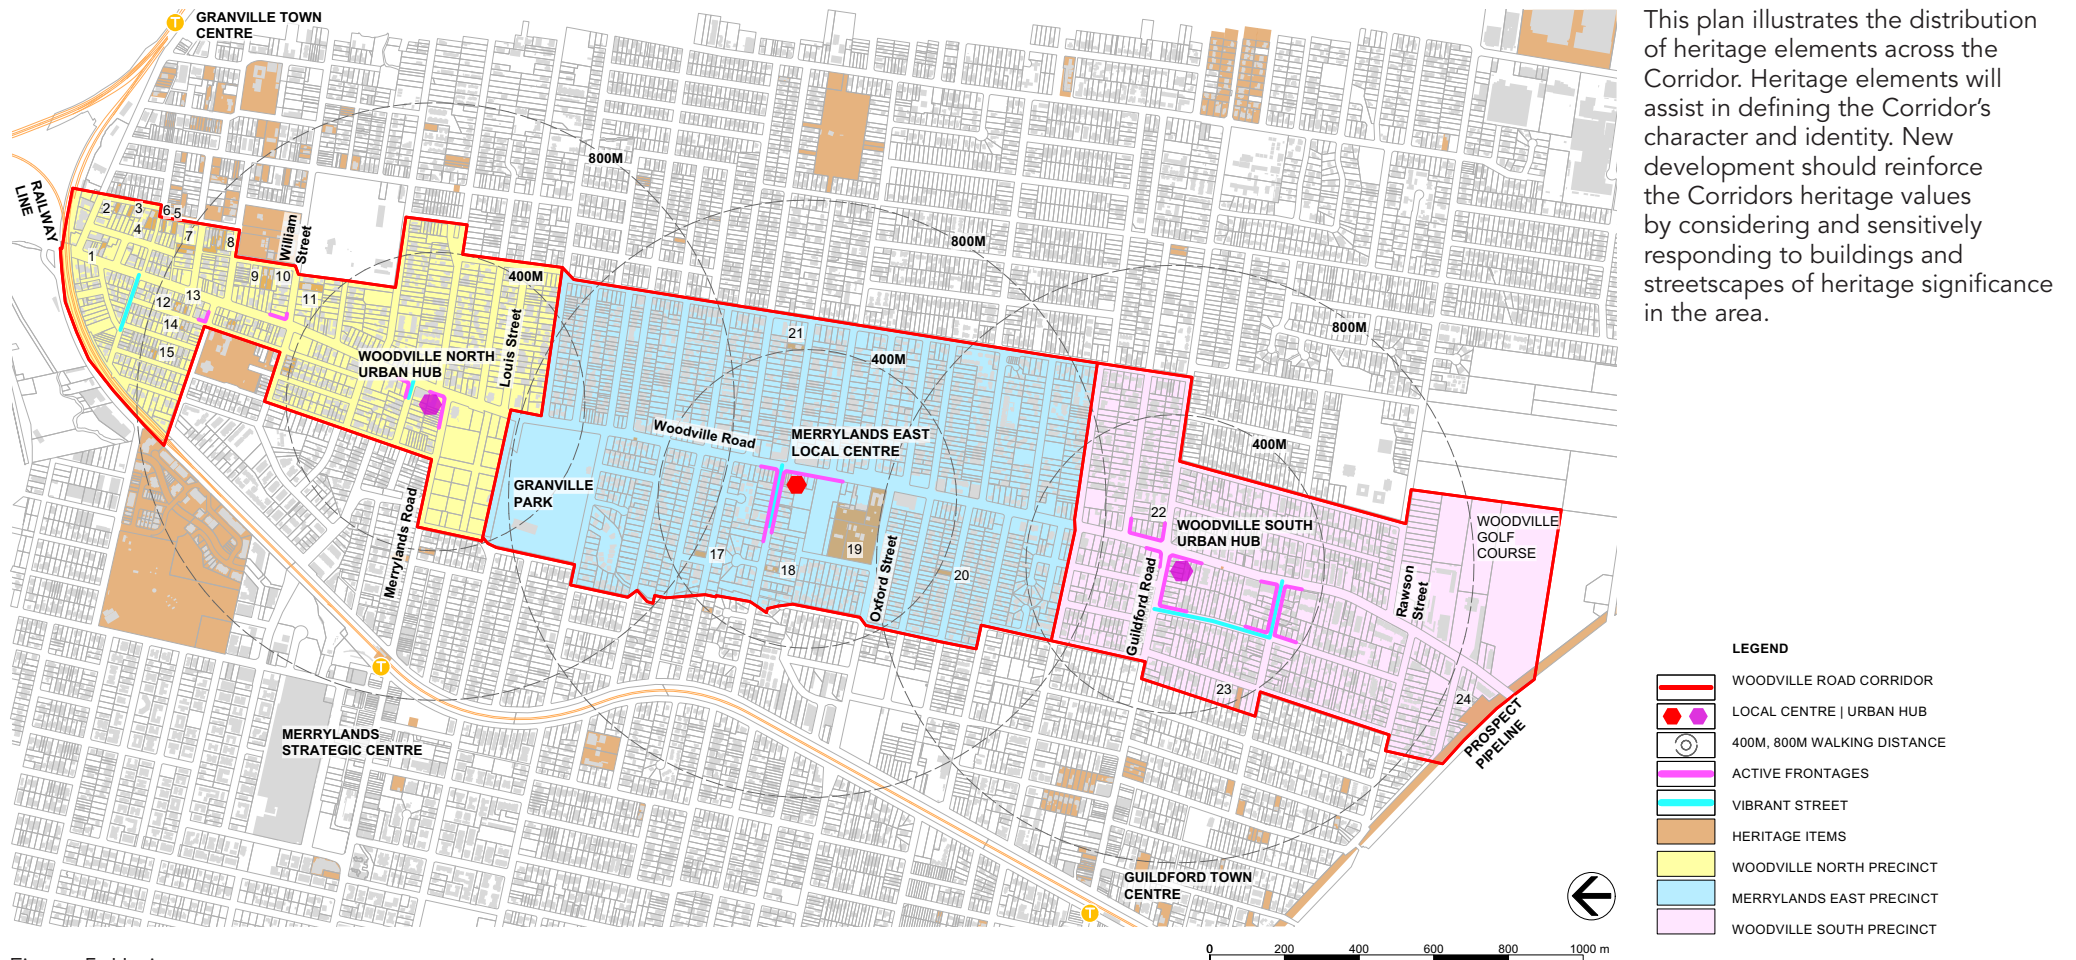 GRANVILLE TOWN
CENTRE
This plan illustrates the distribution
of heritage elements across the
Corridor. Heritage elements will
assist in defining the Corridor’s
character and identity. New
development should reinforce
the Corridors heritage values
by considering and sensitively
responding to buildings and
streetscapes of heritage significance
in the area.
RAILWAY
LINE
800M
800M
800M
400M
400M
400M
1
2
3
4
5
6
7
8
9
10
11
12
13
14
15
William
Street
Louis Street
WOODVILLE NORTH
URBAN HUB
Merrylands Road
GRANVILLE
PARK
Woodville Road
MERRYLANDS EAST
LOCAL CENTRE
17
18
19
20
21
Oxford Street
22
WOODVILLE SOUTH
URBAN HUB
Guildford Road
23
24
Rawson
Street
WOODVILLE
GOLF
COURSE
PROSPECT
PIPELINE
T
T
T
MERRYLANDS
STRATEGIC CENTRE
GUILDFORD TOWN
CENTRE
LEGEND
WOODVILLE ROAD CORRIDOR
LOCAL CENTRE | URBAN HUB
400M, 800M WALKING DISTANCE
ACTIVE FRONTAGES
VIBRANT STREET
HERITAGE ITEMS
WOODVILLE NORTH PRECINCT
MERRYLANDS EAST PRECINCT
WOODVILLE SOUTH PRECINCT
0 200 400 600 800 1000 m